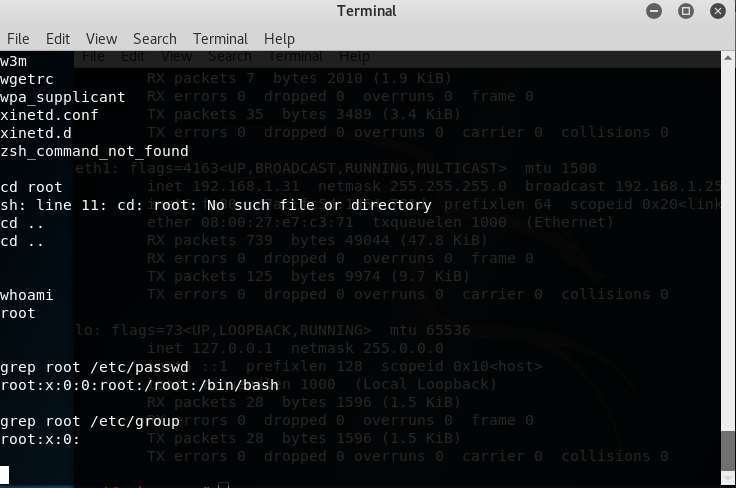 Terminal
File Edit View Search Terminal Help
File Edit View Search Terminal Help
w3m
wgetrc
wpa_supplicant
xinetd.conf
xinetd.d
zsh_command_not_found
cd root
sh: line 11: cd: root: No such file or directory
cd ..
cd ..
whoami
root
grep root /etc/passwd
root:x:0:0:root:/root:/bin/bash
grep root /etc/group
root:x:0:
RX packets 7 bytes 2010 (1.9 KiB)
RX errors 0 dropped 0 overruns 0 frame 0
TX packets 35 bytes 3489 (3.4 KiB)
TX errors 0 dropped 0 overruns 0 carrier 0 collisions 0
eth1: flags=4163<UP,BROADCAST,RUNNING,MULTICAST> mtu 1500
inet 192.168.1.31 netmask 255.255.255.0 broadcast 192.168.1.25
prefixlen 64 scopeid 0x20<link
ether 08:00:27:e7:c3:71 txqueuelen 1000 (Ethernet)
RX packets 739 bytes 49044 (47.8 KiB)
RX errors 0 dropped 0 overruns 0 frame 0
TX packets 125 bytes 9974 (9.7 KiB)
TX errors 0 dropped 0 overruns 0 carrier 0 collisions 0
lo: flags=73<UP,LOOPBACK,RUNNING> mtu 65536
inet 127.0.0.1 netmask 255.0.0.0
::1 prefixlen 128 scopeid 0x10<host>
1000 (Local Loopback)
RX packets 28 bytes 1596 (1.5 KiB)
RX errors 0 dropped 0 overruns 0 frame 0
TX packets 28 bytes 1596 (1.5 KiB)
TX errors 0 dropped 0 overruns 0 carrier 0 collisions 0